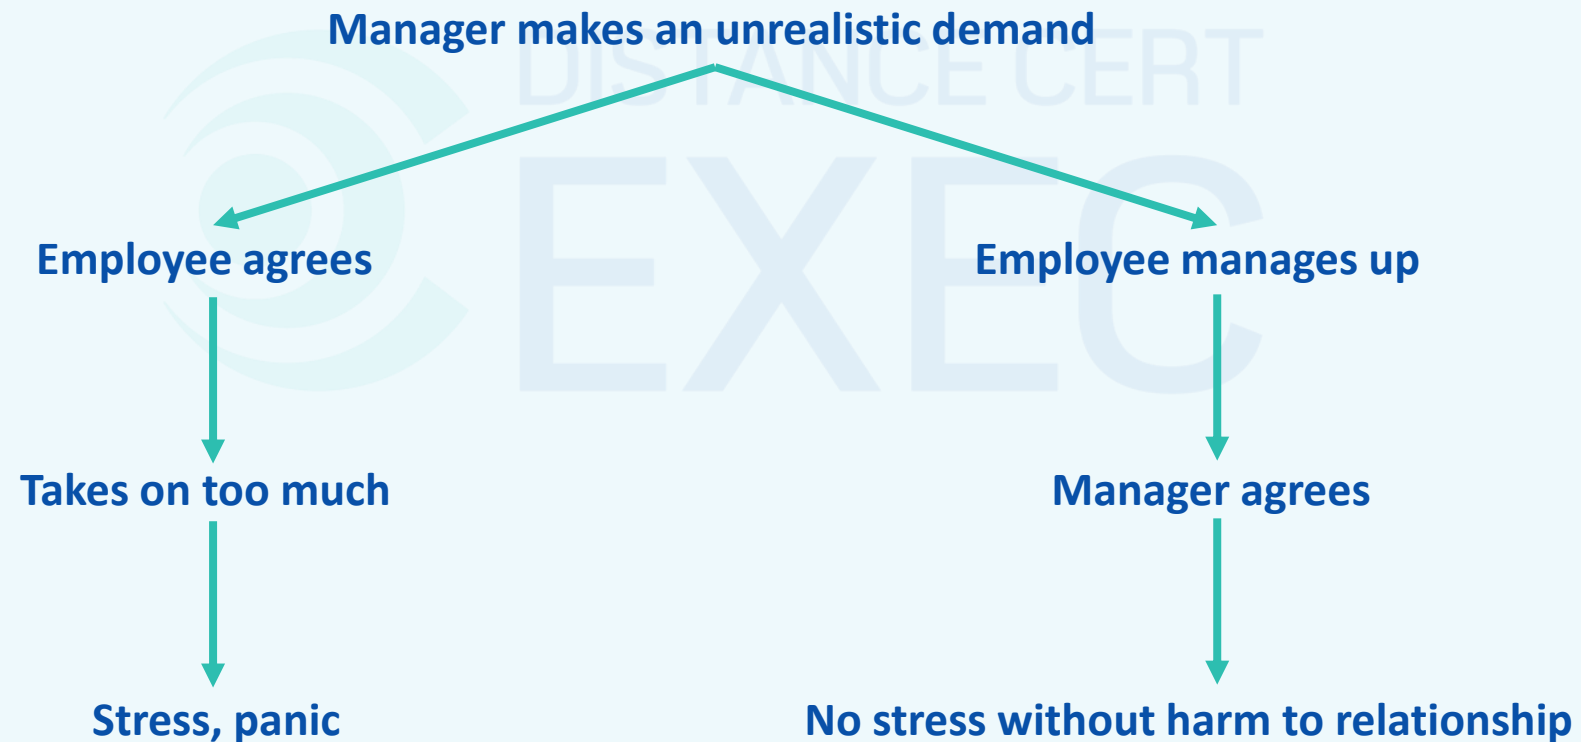 Manager makes an unrealistic demand
DISTANCE CERT
EXEC
Employee agrees
Employee manages up
Takes on too much
Manager agrees
Stress, panic
No stress without harm to relationship